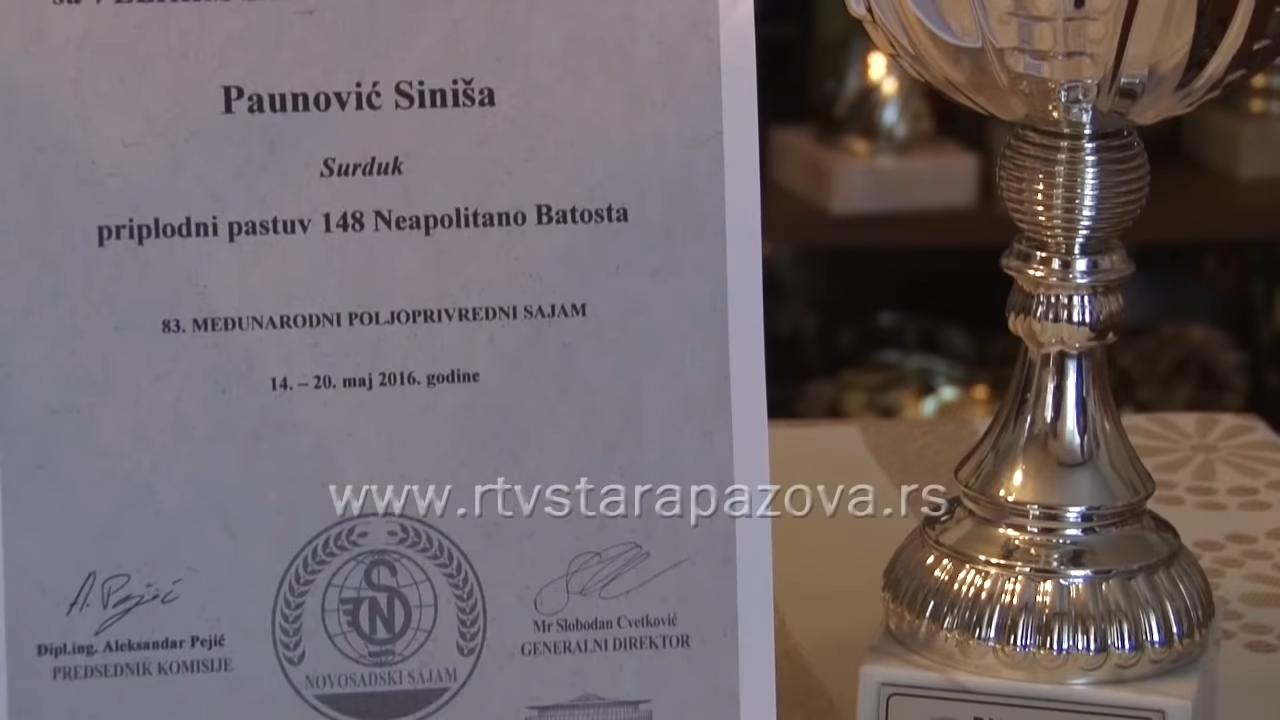 Paunović Siniša
Surduk
priplodni pastuv 148 Neapolitano Batosta
83. MEĐUNARODNI POLJOPRIVREDNI SAJAM
14. – 20. maj 2016. godine
www.rtvstarapazova.rs
A. Pejić
Dipl.ing. Aleksandar Pejić
PREDSEDNIK KOMISIJE
NOVOSADSKI SAJAM
Mr Slobodan Cvetković
GENERALNI DIREKTOR